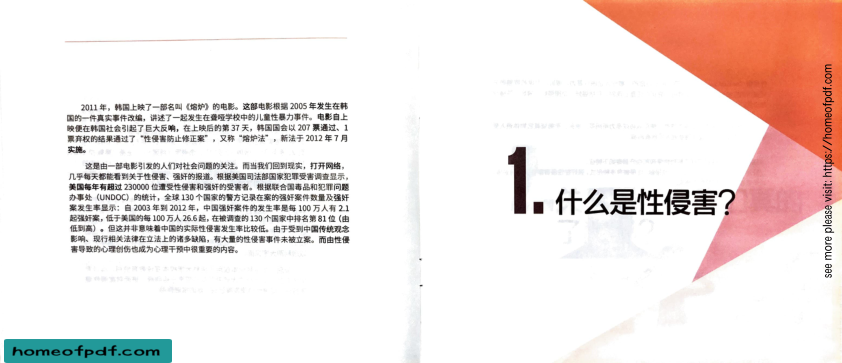 2011 年，韩国上映了一部名叫《熔炉》的电影。这部电影根据 2005 年发生在韩
国的一件真实事件改编，讲述了一起发生在聋哑学校中的儿童性暴力事件。电影自上
映便在韩国社会引起了巨大反响，在上映后的第 37 天，韩国国会以 207 票通过、1
票弃权的结果通过了“性侵害防止修正案”，又称“熔炉法”，新法于 2012 年 7 月
实施。
这是由一部电影引发的人们对社会问题的关注。而当我们回到现实，打开网络，
几乎每天都能看到关于性侵害、强奸的报道。根据美国司法部国家犯罪受害调查显示，
美国每年有超过 230000 位遭受性侵害和强奸的受害者。根据联合国毒品和犯罪问题
办事处（UNDOC）的统计，全球 130 个国家的警方记录在案的强奸案件数量及强奸
案发生率显示：自 2003 年到 2012 年，中国强奸案件的发生率是每 100 万人有 2.1
起强奸案，低于美国的每 100 万人 26.6 起，在被调查的 130 个国家中排名第 81 位（由
低到高）。但这并非意味着中国的实际性侵害发生率比较低。由于受到中国传统观念
影响、现行相关法律在立法上的诸多缺陷，有大量的性侵害事件未被立案。而由性侵
害导致的心理创伤也成为心理干预中很重要的内容。
1. 什么是性侵害？
see more please visit: https://homeofpdf.com
homeofpdf.com